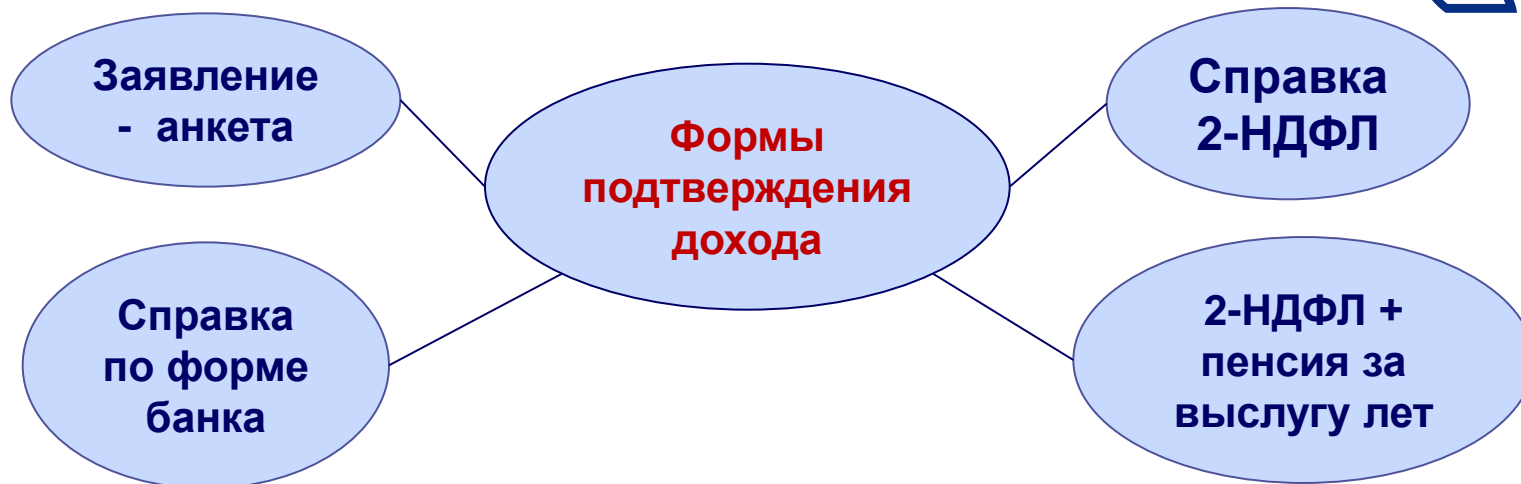 Заявление
- анкета
Формы
подтверждения
дохода
Справка
2-НДФЛ
Справка
по форме
банка
2-НДФЛ +
пенсия за
выслугу лет